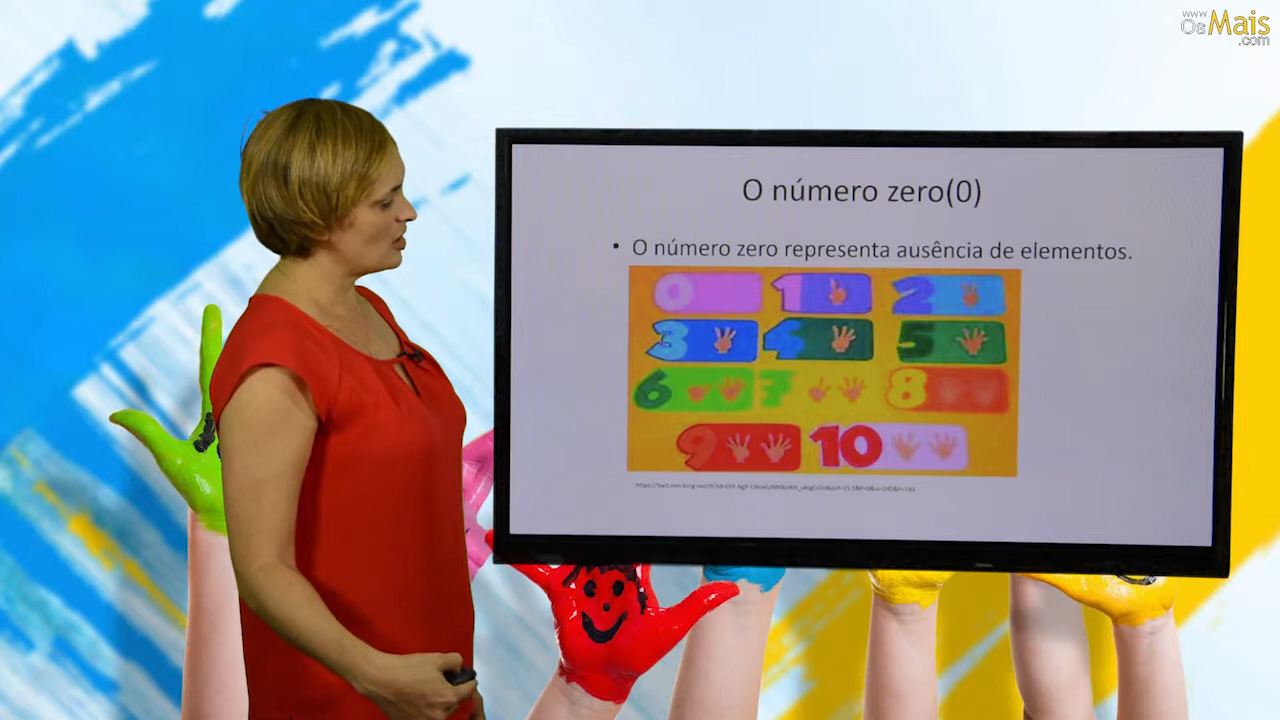 www
OsMais
.com
O número zero(0)
• O número zero representa ausência de elementos.
0 1 2
3 4 5
6 7 8
9 10